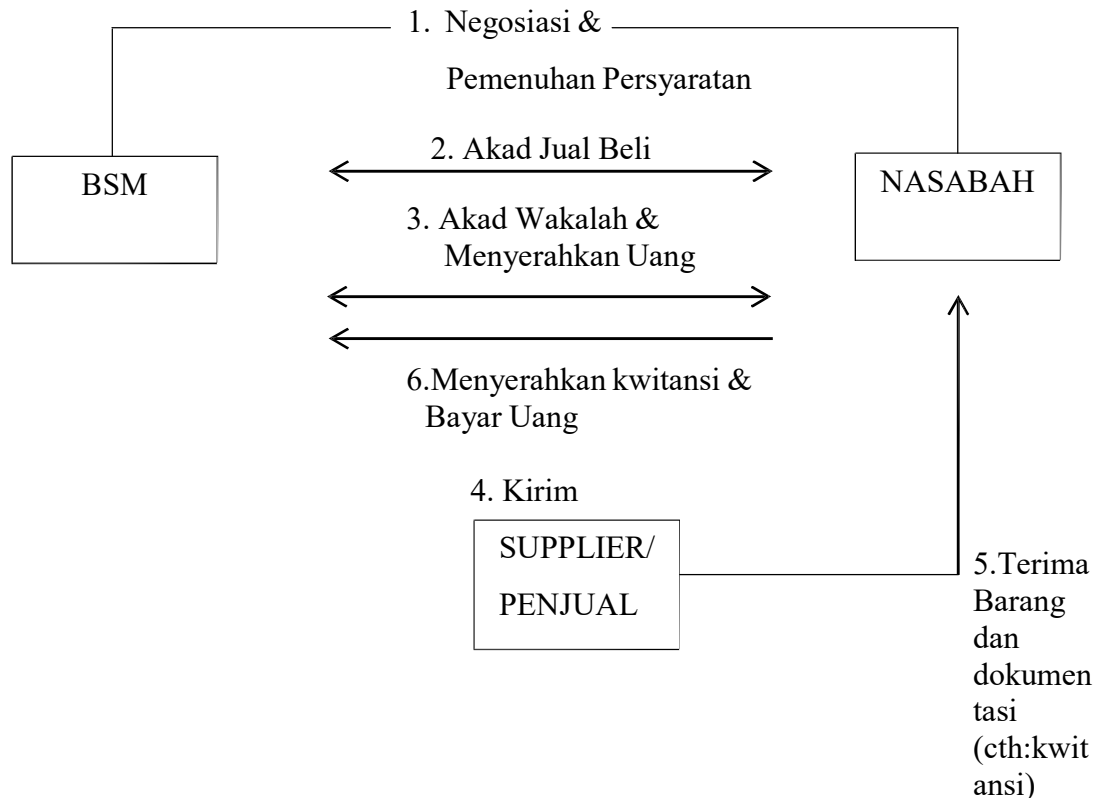 1. Negosiasi &
Pemenuhan Persyaratan
2. Akad Jual Beli
BSM
NASABAH
3. Akad Wakalah &
Menyerahkan Uang
6.Menyerahkan kwitansi &
Bayar Uang
4. Kirim
SUPPLIER/
PENJUAL
5.Terima
Barang
dan
dokumen
tasi
(cth:kwit
ansi)